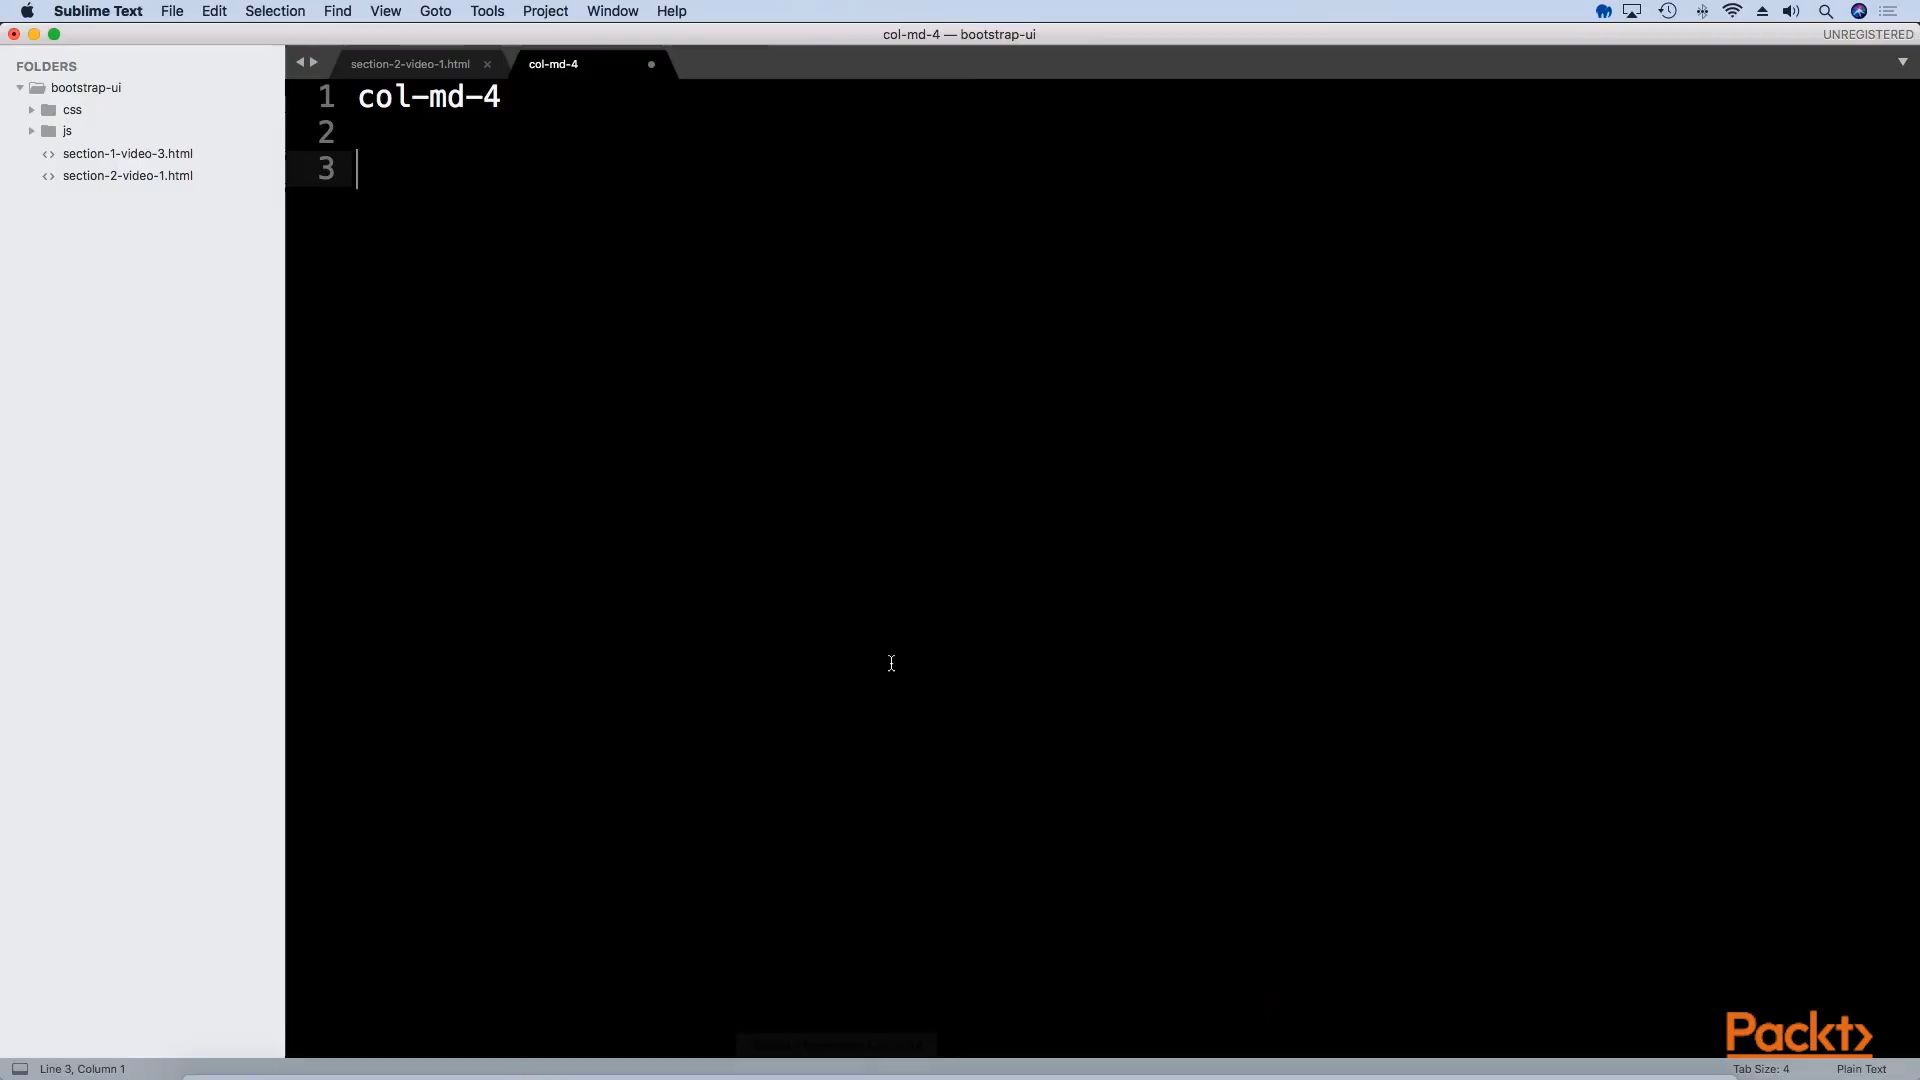 Sublime Text File Edit Selection Find View Goto Tools Project Window Help
col-md-4 — bootstrap-ui
UNREGISTERED
FOLDERS
bootstrap-ui
css
js
section-1-video-3.html
section-2-video-1.html
section-2-video-1.html
col-md-4
1 col-md-4
2
3
Packt>
Line 3, Column 1
Tab Size: 4
Plain Text